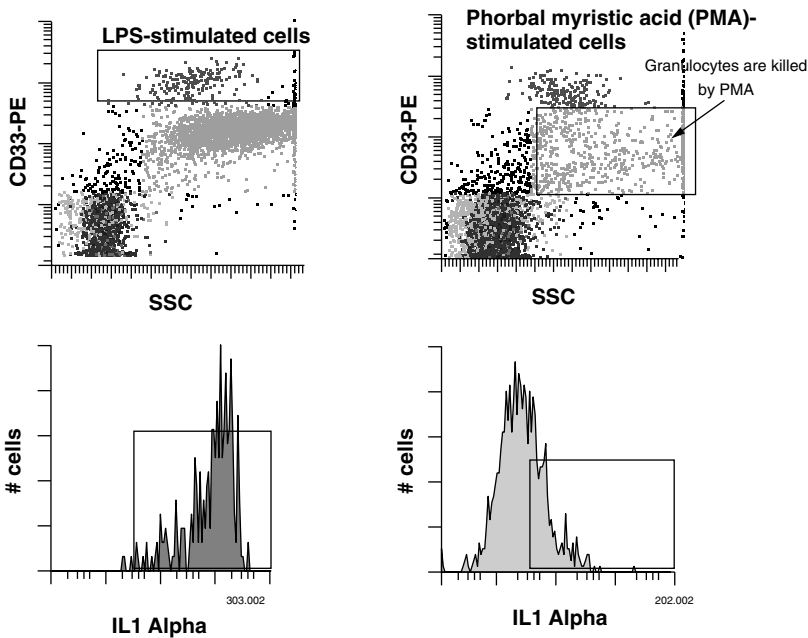 LPS-stimulated cells
CD33-PE
SSC
Phorbal myristic acid (PMA)-
stimulated cells
Granulocytes are killed
by PMA
CD33-PE
SSC
# cells
303.002
IL1 Alpha
# cells
202.002
IL1 Alpha